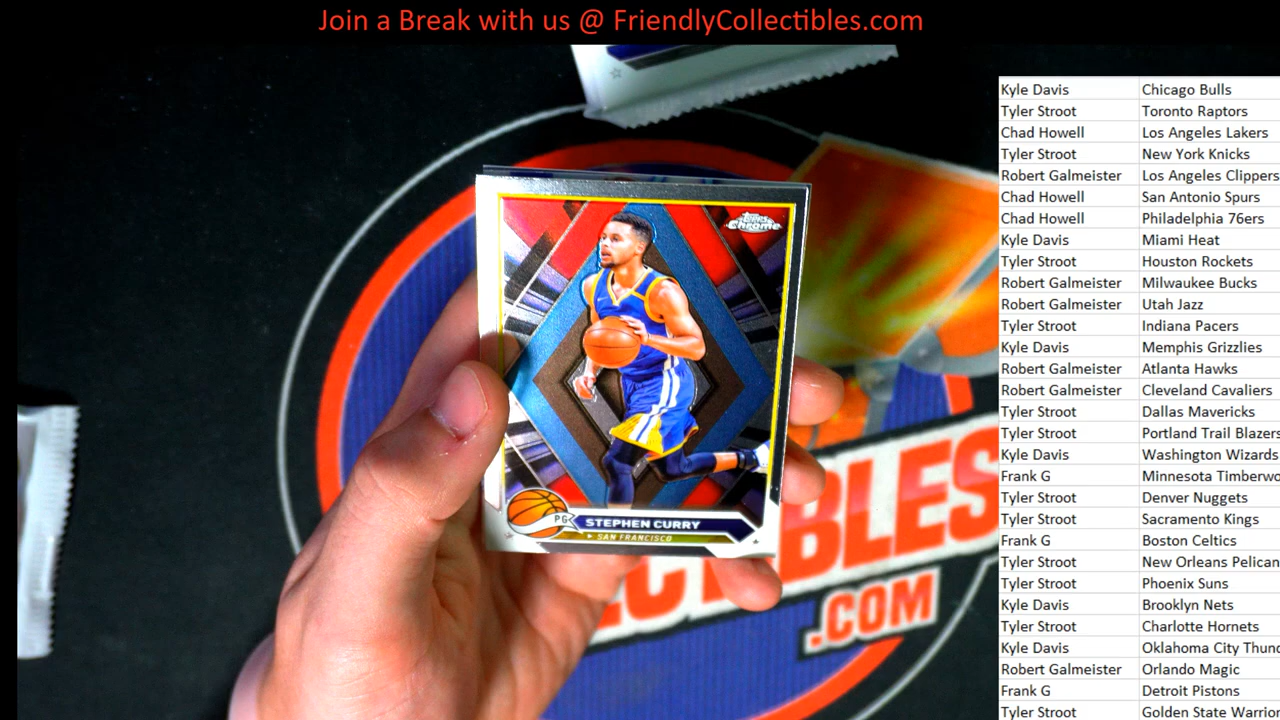 Join a Break with us @ FriendlyCollectibles.com
Topps
Chrome
PG
STEPHEN CURRY
SAN FRANCISCO
BLES
.COM
Kyle Davis Chicago Bulls
Tyler Stroot Toronto Raptors
Chad Howell Los Angeles Lakers
Tyler Stroot New York Knicks
Robert Galmeister Los Angeles Clippers
Chad Howell San Antonio Spurs
Chad Howell Philadelphia 76ers
Kyle Davis Miami Heat
Tyler Stroot Houston Rockets
Robert Galmeister Milwaukee Bucks
Robert Galmeister Utah Jazz
Tyler Stroot Indiana Pacers
Kyle Davis Memphis Grizzlies
Robert Galmeister Atlanta Hawks
Robert Galmeister Cleveland Cavaliers
Tyler Stroot Dallas Mavericks
Tyler Stroot Portland Trail Blazers
Kyle Davis Washington Wizards
Frank G Minnesota Timberwo
Tyler Stroot Denver Nuggets
Tyler Stroot Sacramento Kings
Frank G Boston Celtics
Tyler Stroot New Orleans Pelican
Tyler Stroot Phoenix Suns
Kyle Davis Brooklyn Nets
Tyler Stroot Charlotte Hornets
Kyle Davis Oklahoma City Thun
Robert Galmeister Orlando Magic
Frank G Detroit Pistons
Tyler Stroot Golden State Warrior